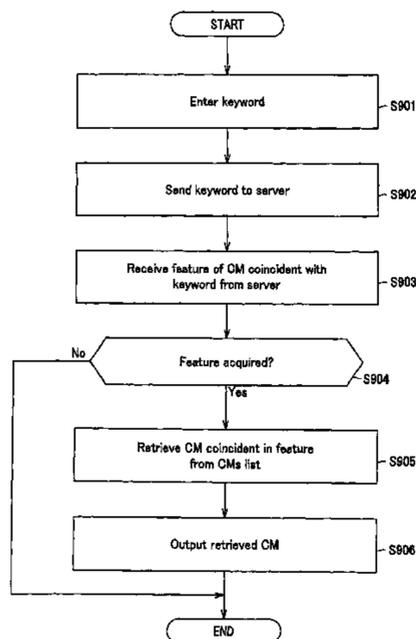 START
Enter keyword
S901
Send keyword to server
S902
Receive feature of CM coincident with
keyword from server
S903
No
Feature acquired?
S904
Yes
Retrieve CM coincident in feature
from CMs list
S905
Output retrieved CM
S906
END